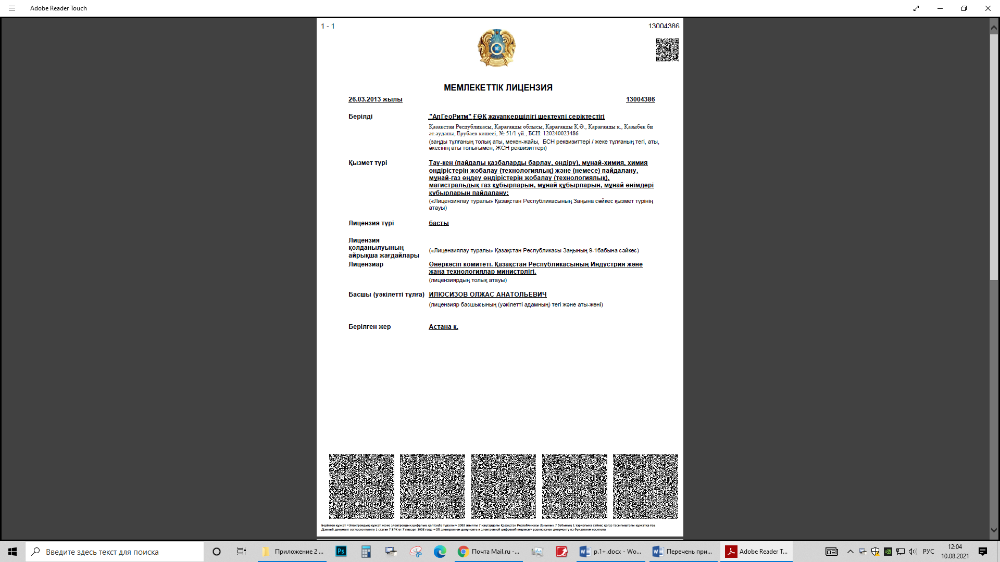 Adobe Reader Touch
1 - 1
13004386
МЕМЛЕКЕТТІК ЛИЦЕНЗИЯ
26.03.2013 жылы
13004386
Берілді
"АлГеоРитм" ҒӨК жауапкершілігі шектеулі серіктестігі
Қазақстан Республикасы, Қарағанды облысы, Қарағанды Қ.Ә., Қарағанды қ., Қазыбек би
ат.ауданы, Ерубаев көшесі, № 51/1 үй., БСН: 120240023486
(заңды тұлғаның толық аты, мекен-жайы, БСН реквизиттері / жеке тұлғаның тегі, аты,
әкесінің аты толығымен, ЖСН реквизиттері)
Қызмет түрі
Тау-кен (пайдалы қазбаларды барлау, өндіру), мұнай-химия, химия
өндірістерін жобалау (технологиялық) және (немесе) пайдалану,
мұнай-газ өңдеу өндірістерін жобалау (технологиялық),
магистральдық газ құбырларын, мұнай құбырларын, мұнай өнімдері
құбырларын пайдалану;
(«Лицензиялау туралы» Қазақстан Республикасының Заңына сәйкес қызмет түрінің
атауы)
Лицензия түрі
басты
Лицензия
қолданылуының
айрықша жағдайлары
(«Лицензиялау туралы» Қазақстан Республикасы Заңының 9-1бабына сәйкес)
Лицензиар
Өнеркәсіп комитеті. Қазақстан Республикасының Индустрия және
жаңа технологиялар министрлігі.
(лицензиярдың толық атауы)
Басшы (уәкілетті тұлға)
ИЛЮСИЗОВ ОЛЖАС АНАТОЛЬЕВИЧ
(лицензияр басшысының (уәкілетті адамның) тегі және аты-жөні)
Берілген жер
Астана қ.
Берілген құжат «Электрондық құжат және электрондық цифрлық қолтаңба туралы» 2003 жылғы 7 қаңтардағы Қазақстан Республикасы Заңының 7 бабының 1 тармағына сәйкес қағаз тасығыштағы құжатқа тең
Данный документ согласно пункту 1 статьи 7 ЗРК от 7 января 2003 года «Об электронном документе и электронной цифровой подписи» равнозначен документу на бумажном носителе
Введите здесь текст для поиска
Приложение 2 ...
Почта Mail.ru -...
p.1+.docx - Wo...
Перечень при...
Adobe Reader T...
РУС
12:04
10.08.2021